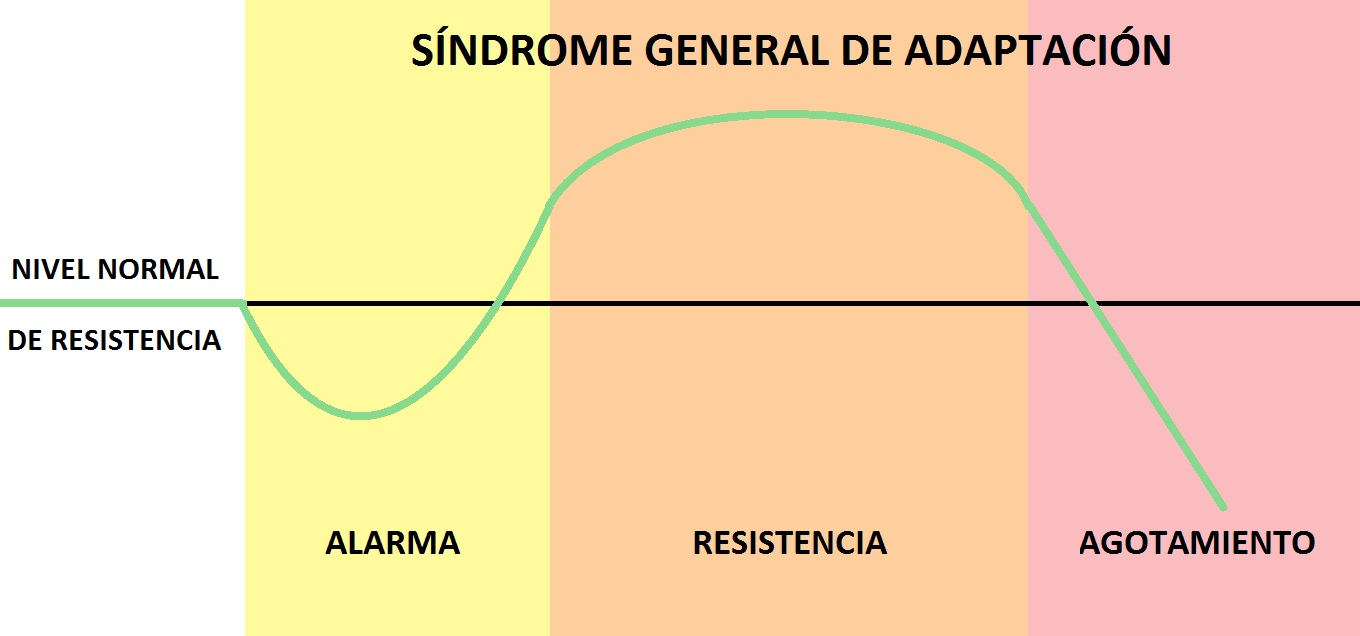 SÍNDROME GENERAL DE ADAPTACIÓN
NIVEL NORMAL
DE RESISTENCIA
ALARMA
RESISTENCIA
AGOTAMIENTO